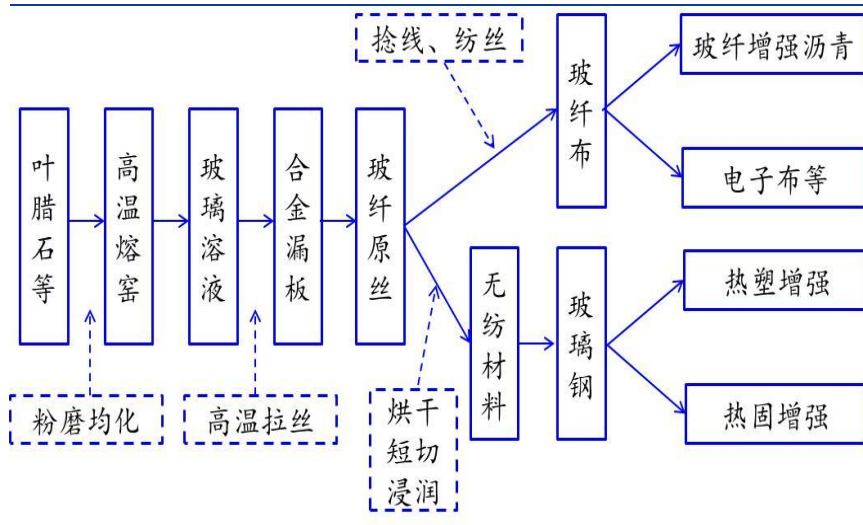 捻线、纺丝
玻纤布
玻纤增强沥青
电子布等
叶腊石等
高温熔窑
玻璃溶液
合金漏板
玻纤原丝
无纺材料
玻璃钢
热塑增强
热固增强
粉磨均化
高温拉丝
烘干
短切
浸润